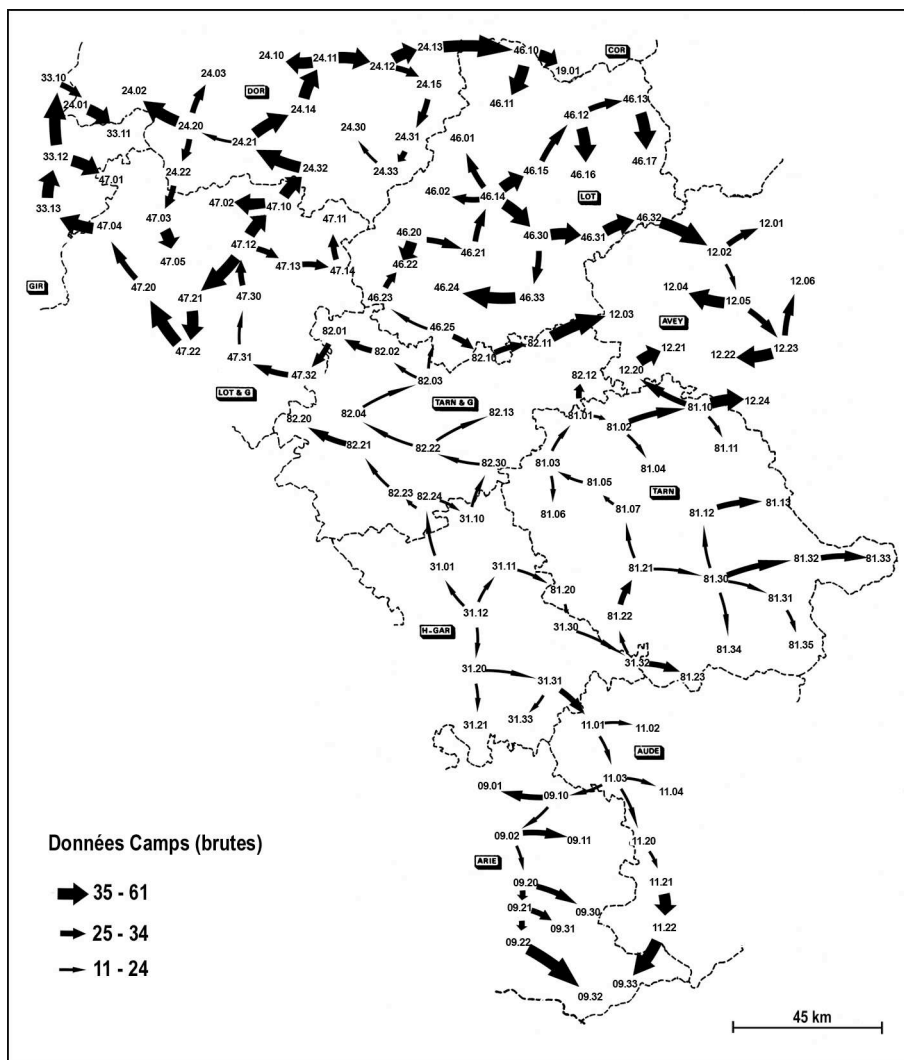 24.10 24.11 24.12 24.13 46.10 COR
19.01
33.10 24.03 24.02 DOR 24.15 46.11 46.13
24.01 24.14 46.12
33.11 24.20 24.21 24.30 24.31 46.01
33.12 46.15 46.16 46.17
47.01 24.22 24.32 24.33
33.13 47.02 47.10 46.02 46.14 LOT
47.04 47.03 47.11 46.32 12.01
47.05 47.12 46.20 46.21 46.30 46.31 12.02
47.13 47.14 46.22
GIR 47.20 47.21 47.30 46.23 46.24 46.33 12.04 12.05 12.06
46.25 12.03 AVEY
47.22 47.31 82.01 82.02 82.10 82.11 12.21 12.22 12.23
47.32 82.03 82.12 12.20
LOT & G TARN & G
82.20 82.04 82.13 81.01 81.02 81.10 12.24
82.21 82.22 81.11
82.30 81.03 81.04
82.23 82.24 81.05 TARN
31.10 81.06 81.07 81.12 81.13
31.01 31.11 81.20 81.21 81.30 81.32 81.33
31.12 81.22 81.31
H-GAR 31.30 81.34 81.35
31.20 31.31 31.32 81.23
31.21 31.33 11.01 11.02
AUDE
09.01 09.10 11.03 11.04
09.02 09.11 11.20
ARIE 09.20 11.21
09.21 09.30
09.31 11.22
09.22
09.32 09.33
Données Camps (brutes)
35 - 61
25 - 34
11 - 24
45 km